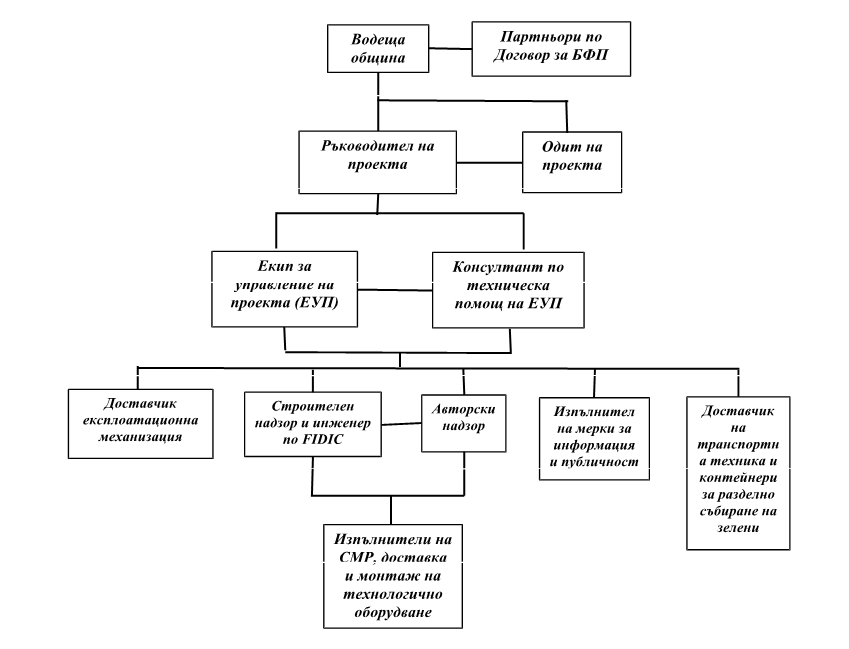 Водеща
община
Партньори по
Договор за БФП
Ръководител на
проекта
Одит на
проекта
Екип за
управление на
проекта (ЕУП)
Консултант по
техническа
помощ на ЕУП
Доставчик
експлоатационна
механизация
Строителен
надзор и инженер
по FIDIC
Авторски
надзор
Изпълнител
на мерки за
информация
и публичност
Доставчик
на
транспортн
а техника и
контейнери
за разделно
събиране на
зелени
Изпълнители на
СМР, доставка
и монтаж на
технологично
оборудване